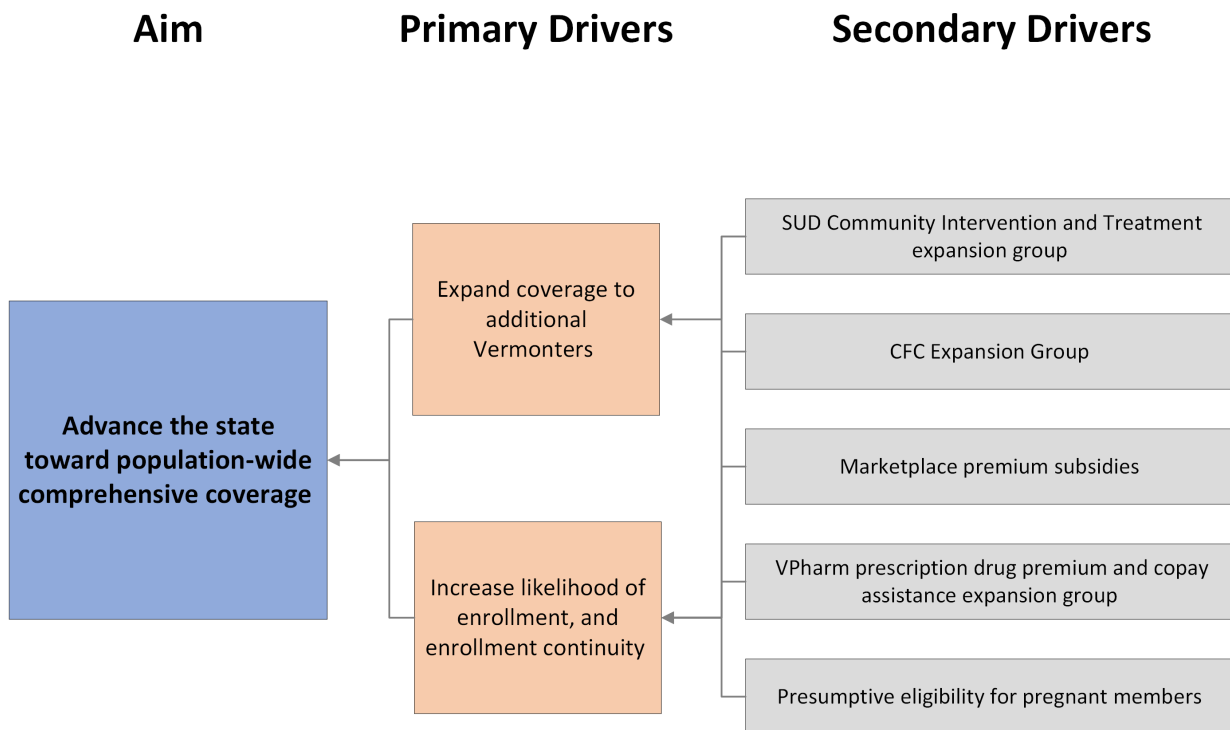 Aim
Primary Drivers
Secondary Drivers
Advance the state
toward population-wide
comprehensive coverage
Expand coverage to
additional
Vermonters
Increase likelihood of
enrollment, and
enrollment continuity
SUD Community Intervention and Treatment
expansion group
CFC Expansion Group
Marketplace premium subsidies
VPharm prescription drug premium and copay
assistance expansion group
Presumptive eligibility for pregnant members